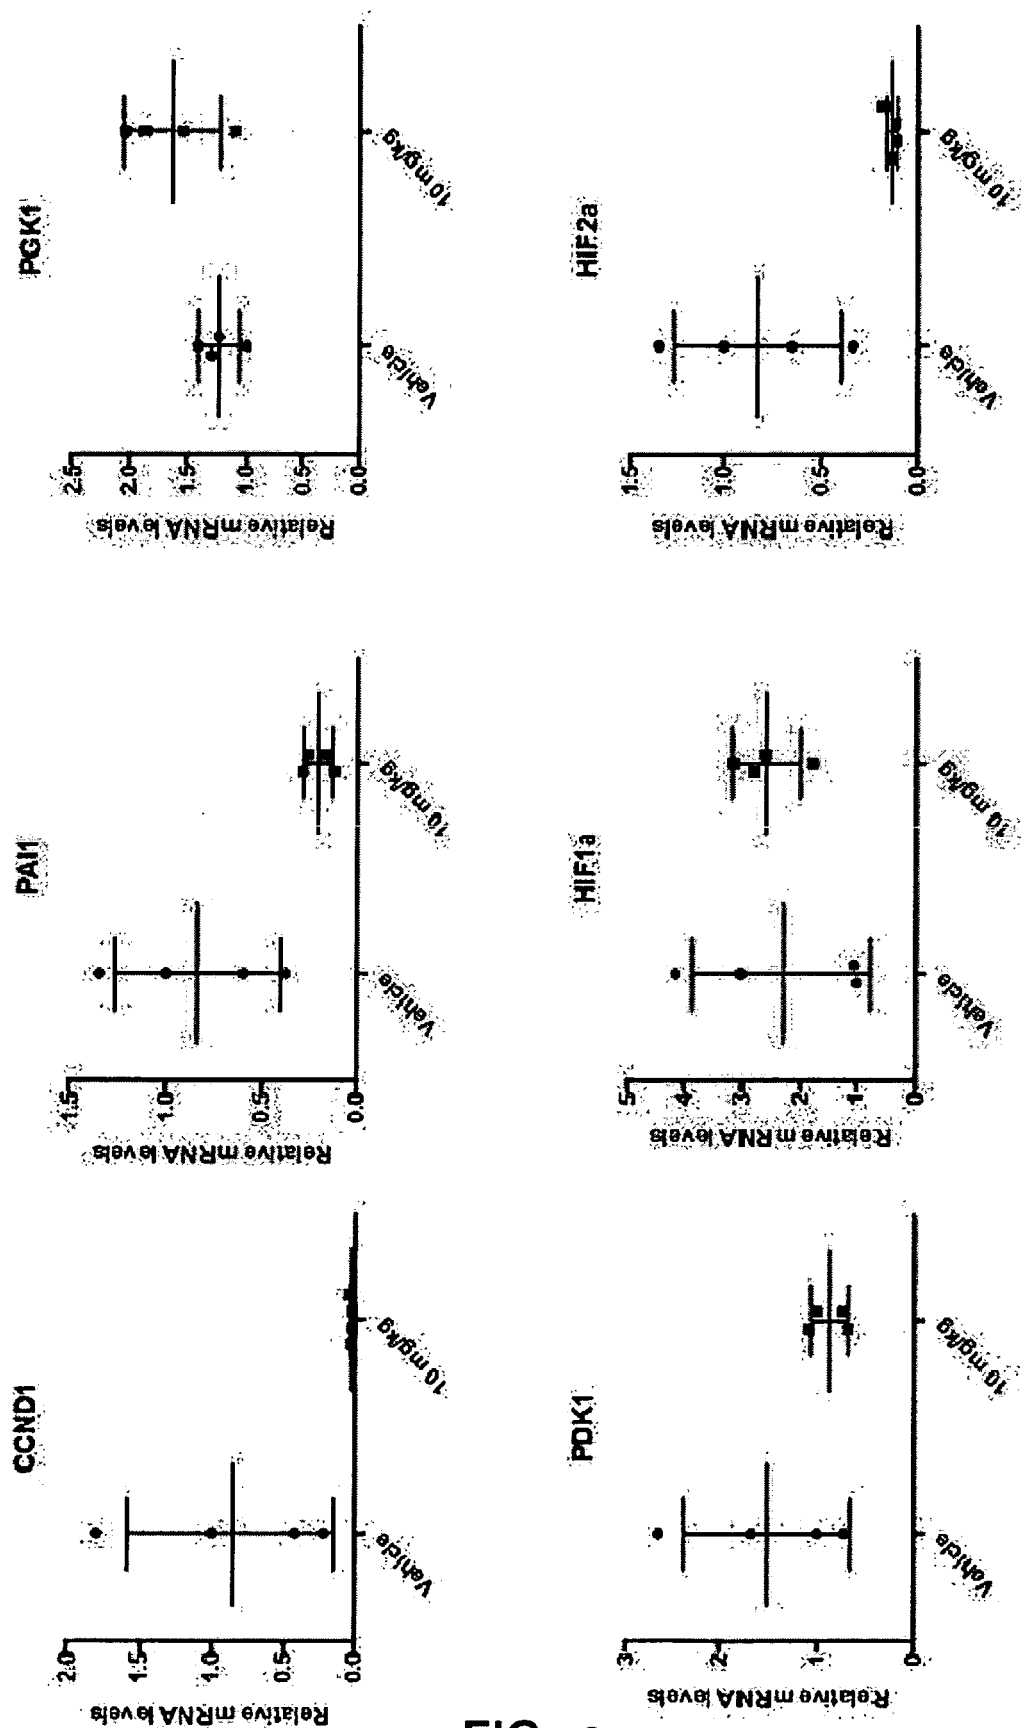 CCND1
Relative mRNA levels
2.0
1.5
1.0
0.5
0.0
Vehicle
10 mg/kg
PAI1
Relative mRNA levels
1.5
1.0
0.5
0.0
Vehicle
10 mg/kg
PGK1
Relative mRNA levels
2.5
2.0
1.5
1.0
0.5
0.0
Vehicle
10 mg/kg
PDK1
Relative mRNA levels
3
2
1
0
Vehicle
10 mg/kg
HIF1a
Relative mRNA levels
5
4
3
2
1
0
Vehicle
10 mg/kg
HIF2a
Relative mRNA levels
1.5
1.0
0.5
0.0
Vehicle
10 mg/kg